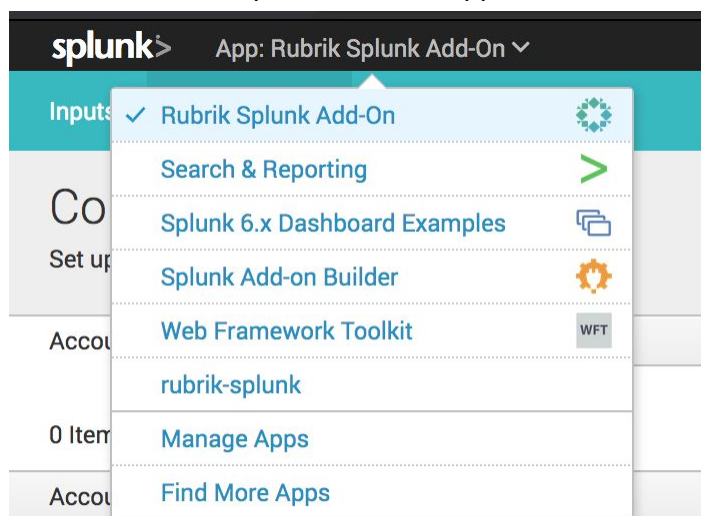 splunk> App: Rubrik Splunk Add-On
Inputs
Rubrik Splunk Add-On
Search & Reporting
Co
Splunk 6.x Dashboard Examples
Set up
Splunk Add-on Builder
Accou
Web Framework Toolkit WFT
rubrik-splunk
0 Item
Manage Apps
Accou
Find More Apps